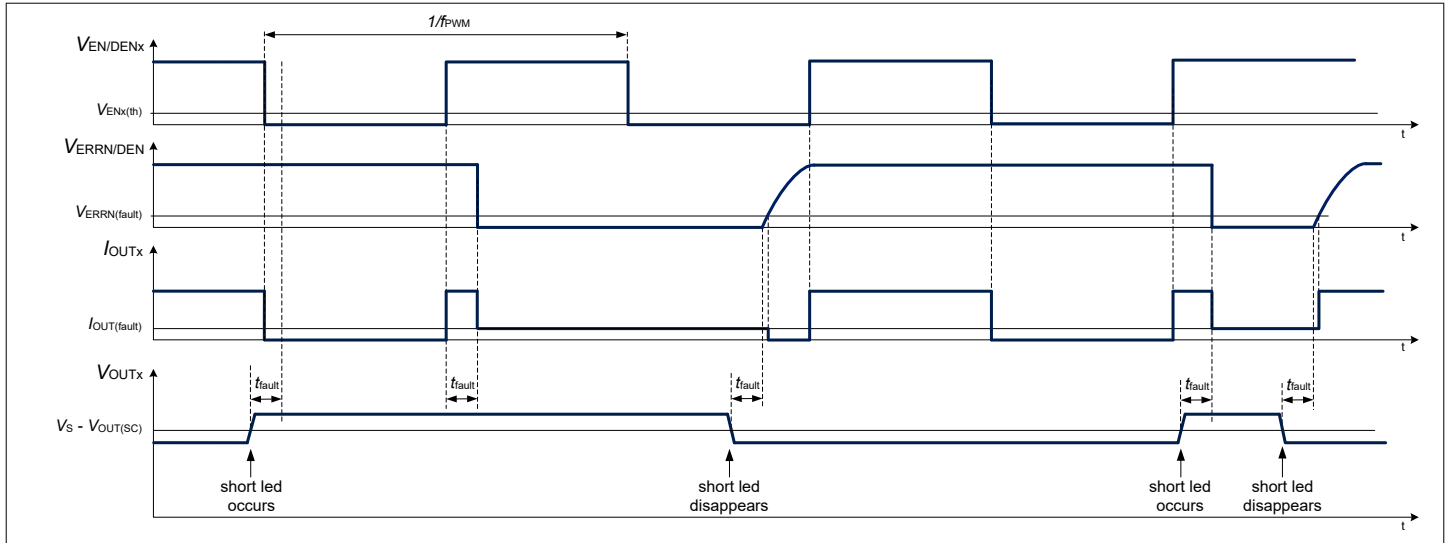 1/fPWM
VEN/DENx
VENx(th)
t
VERRN/DEN
VERRN(fault)
t
IOUTx
IOUT(fault)
t
VOUTx
tfault
tfault
tfault
tfault
tfault
VS - VOUT(SC)
short led
occurs
short led
disappears
short led
occurs
short led
disappears
t